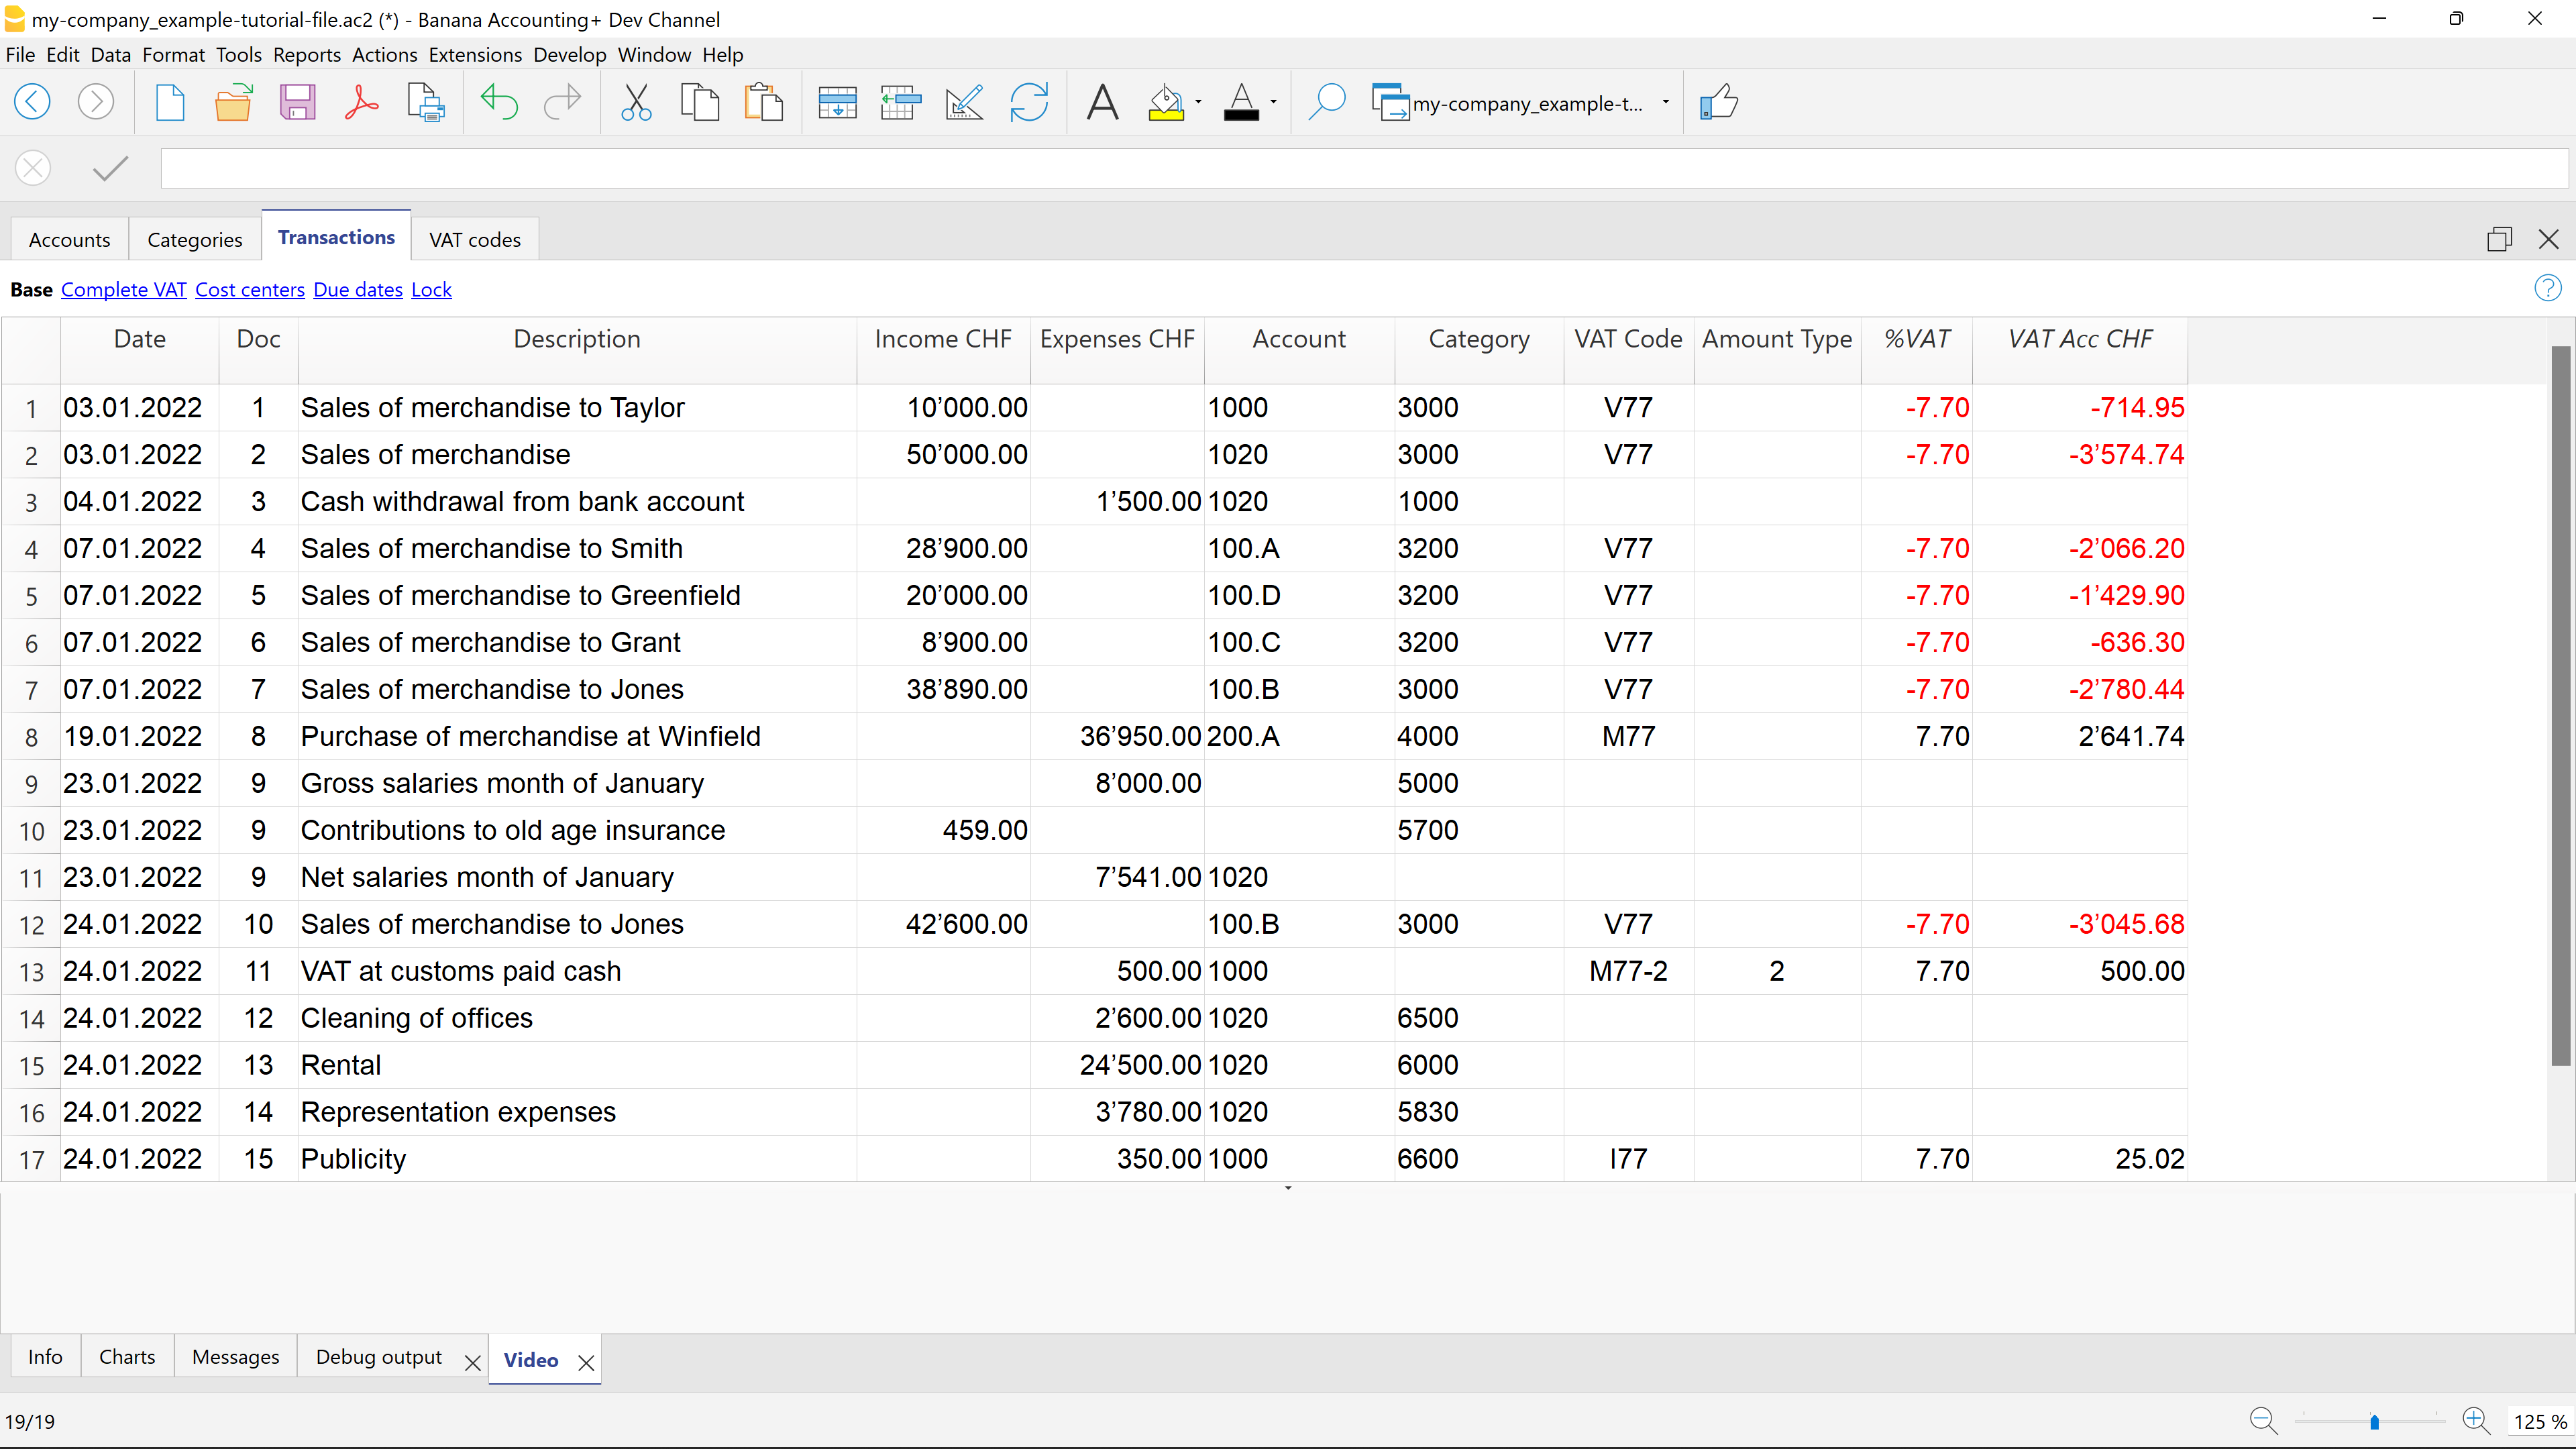 my-company_example-tutorial-file.ac2 (*) - Banana Accounting+ Dev Channel
File Edit Data Format Tools Reports Actions Extensions Develop Window Help
my-company_example-t...
Accounts Categories Transactions VAT codes
Base Complete VAT Cost centers Due dates Lock
Date Doc Description Income CHF Expenses CHF Account Category VAT Code Amount Type %VAT VAT Acc CHF
1 03.01.2022 1 Sales of merchandise to Taylor 10’000.00 1000 3000 V77 -7.70 -714.95
2 03.01.2022 2 Sales of merchandise 50’000.00 1020 3000 V77 -7.70 -3’574.74
3 04.01.2022 3 Cash withdrawal from bank account 1’500.00 1020 1000
4 07.01.2022 4 Sales of merchandise to Smith 28’900.00 100.A 3200 V77 -7.70 -2’066.20
5 07.01.2022 5 Sales of merchandise to Greenfield 20’000.00 100.D 3200 V77 -7.70 -1’429.90
6 07.01.2022 6 Sales of merchandise to Grant 8’900.00 100.C 3200 V77 -7.70 -636.30
7 07.01.2022 7 Sales of merchandise to Jones 38’890.00 100.B 3000 V77 -7.70 -2’780.44
8 19.01.2022 8 Purchase of merchandise at Winfield 36’950.00 200.A 4000 M77 7.70 2’641.74
9 23.01.2022 9 Gross salaries month of January 8’000.00 5000
10 23.01.2022 9 Contributions to old age insurance 459.00 5700
11 23.01.2022 9 Net salaries month of January 7’541.00 1020
12 24.01.2022 10 Sales of merchandise to Jones 42’600.00 100.B 3000 V77 -7.70 -3’045.68
13 24.01.2022 11 VAT at customs paid cash 500.00 1000 M77-2 2 7.70 500.00
14 24.01.2022 12 Cleaning of offices 2’600.00 1020 6500
15 24.01.2022 13 Rental 24’500.00 1020 6000
16 24.01.2022 14 Representation expenses 3’780.00 1020 5830
17 24.01.2022 15 Publicity 350.00 1000 6600 I77 7.70 25.02
Info Charts Messages Debug output Video
19/19 125 %